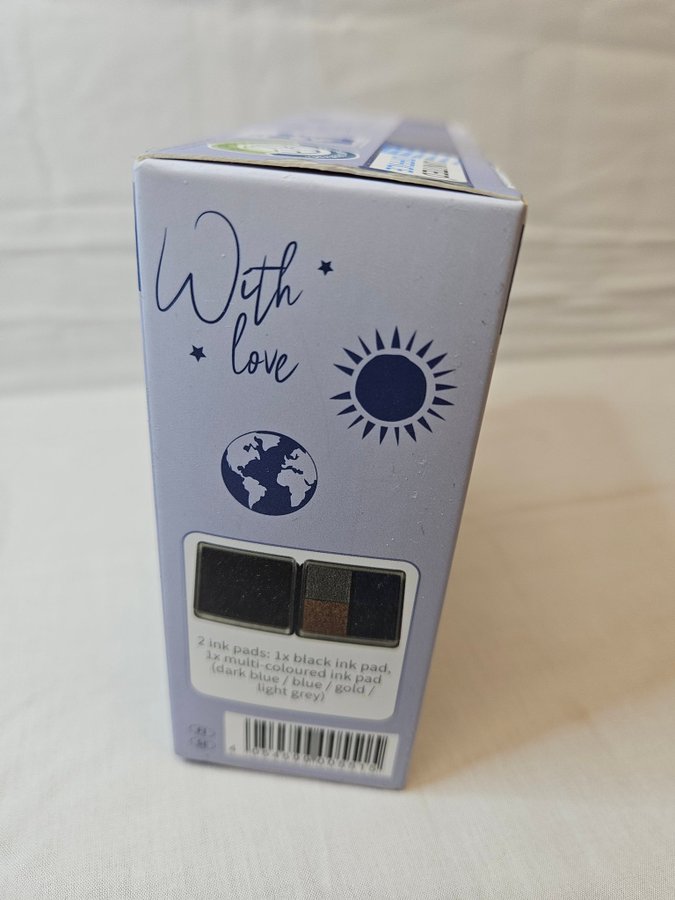 With
love
2 ink pads: 1x black ink pad,
1x multi-coloured ink pad
(dark blue / blue / gold /
light grey)